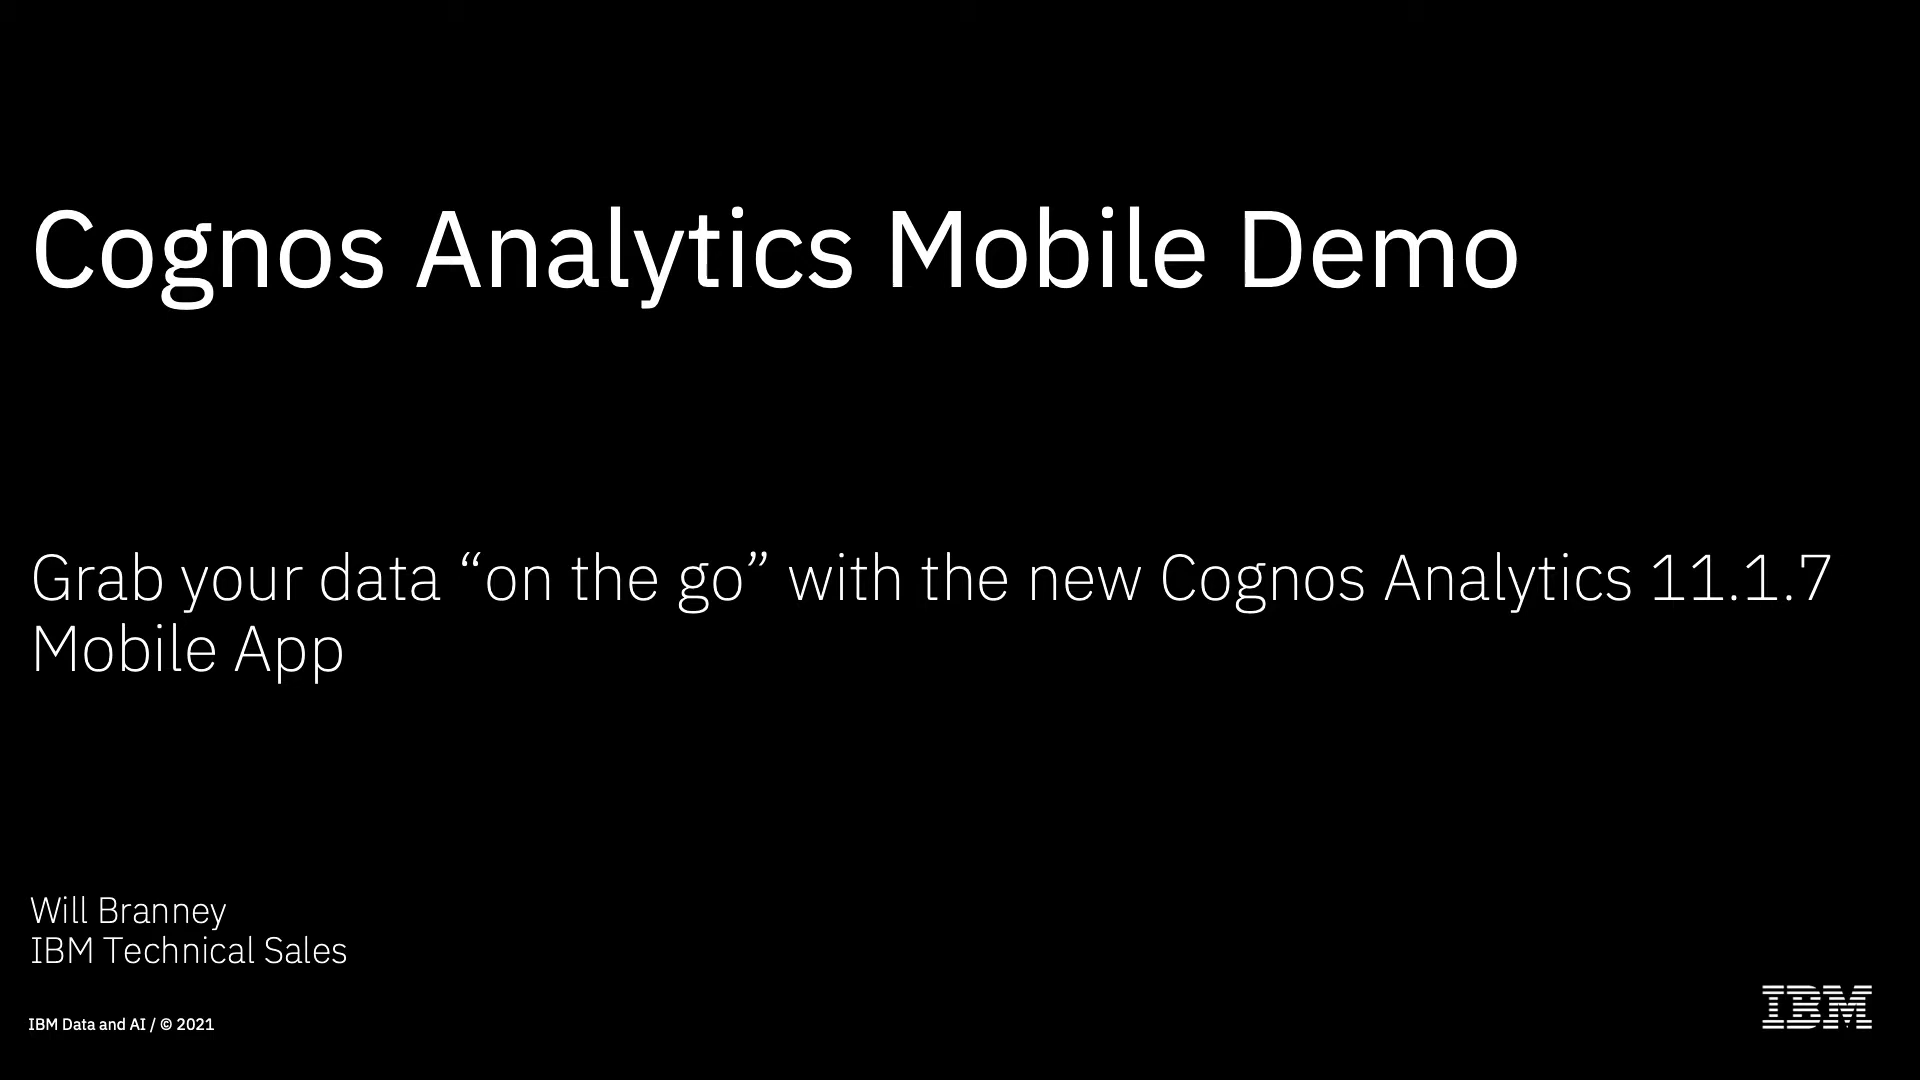 Cognos Analytics Mobile Demo
Grab your data “on the go” with the new Cognos Analytics 11.1.7
Mobile App
Will Branney
IBM Technical Sales
IBM Data and AI / © 2021
IBM